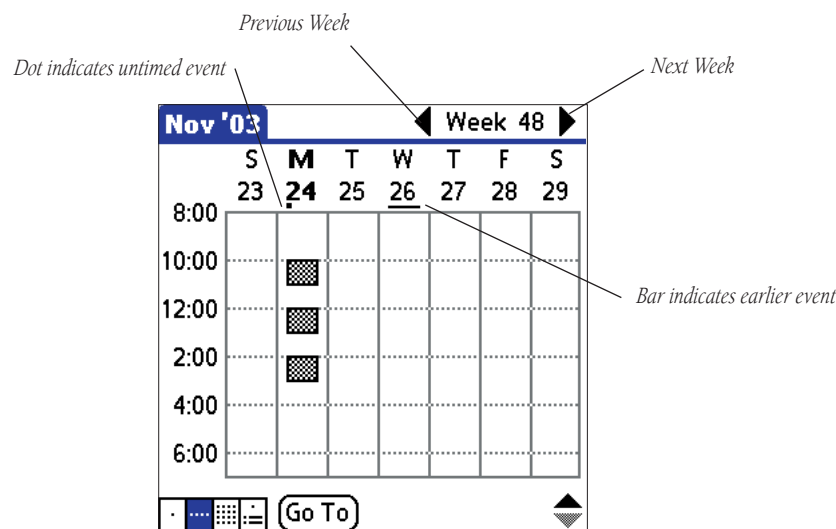 Previous Week
Dot indicates untimed event
Next Week
Nov '03
Week 48
S M T W T F S
23 24 25 26 27 28 29
8:00
10:00
Bar indicates earlier event
12:00
2:00
4:00
6:00
Go To